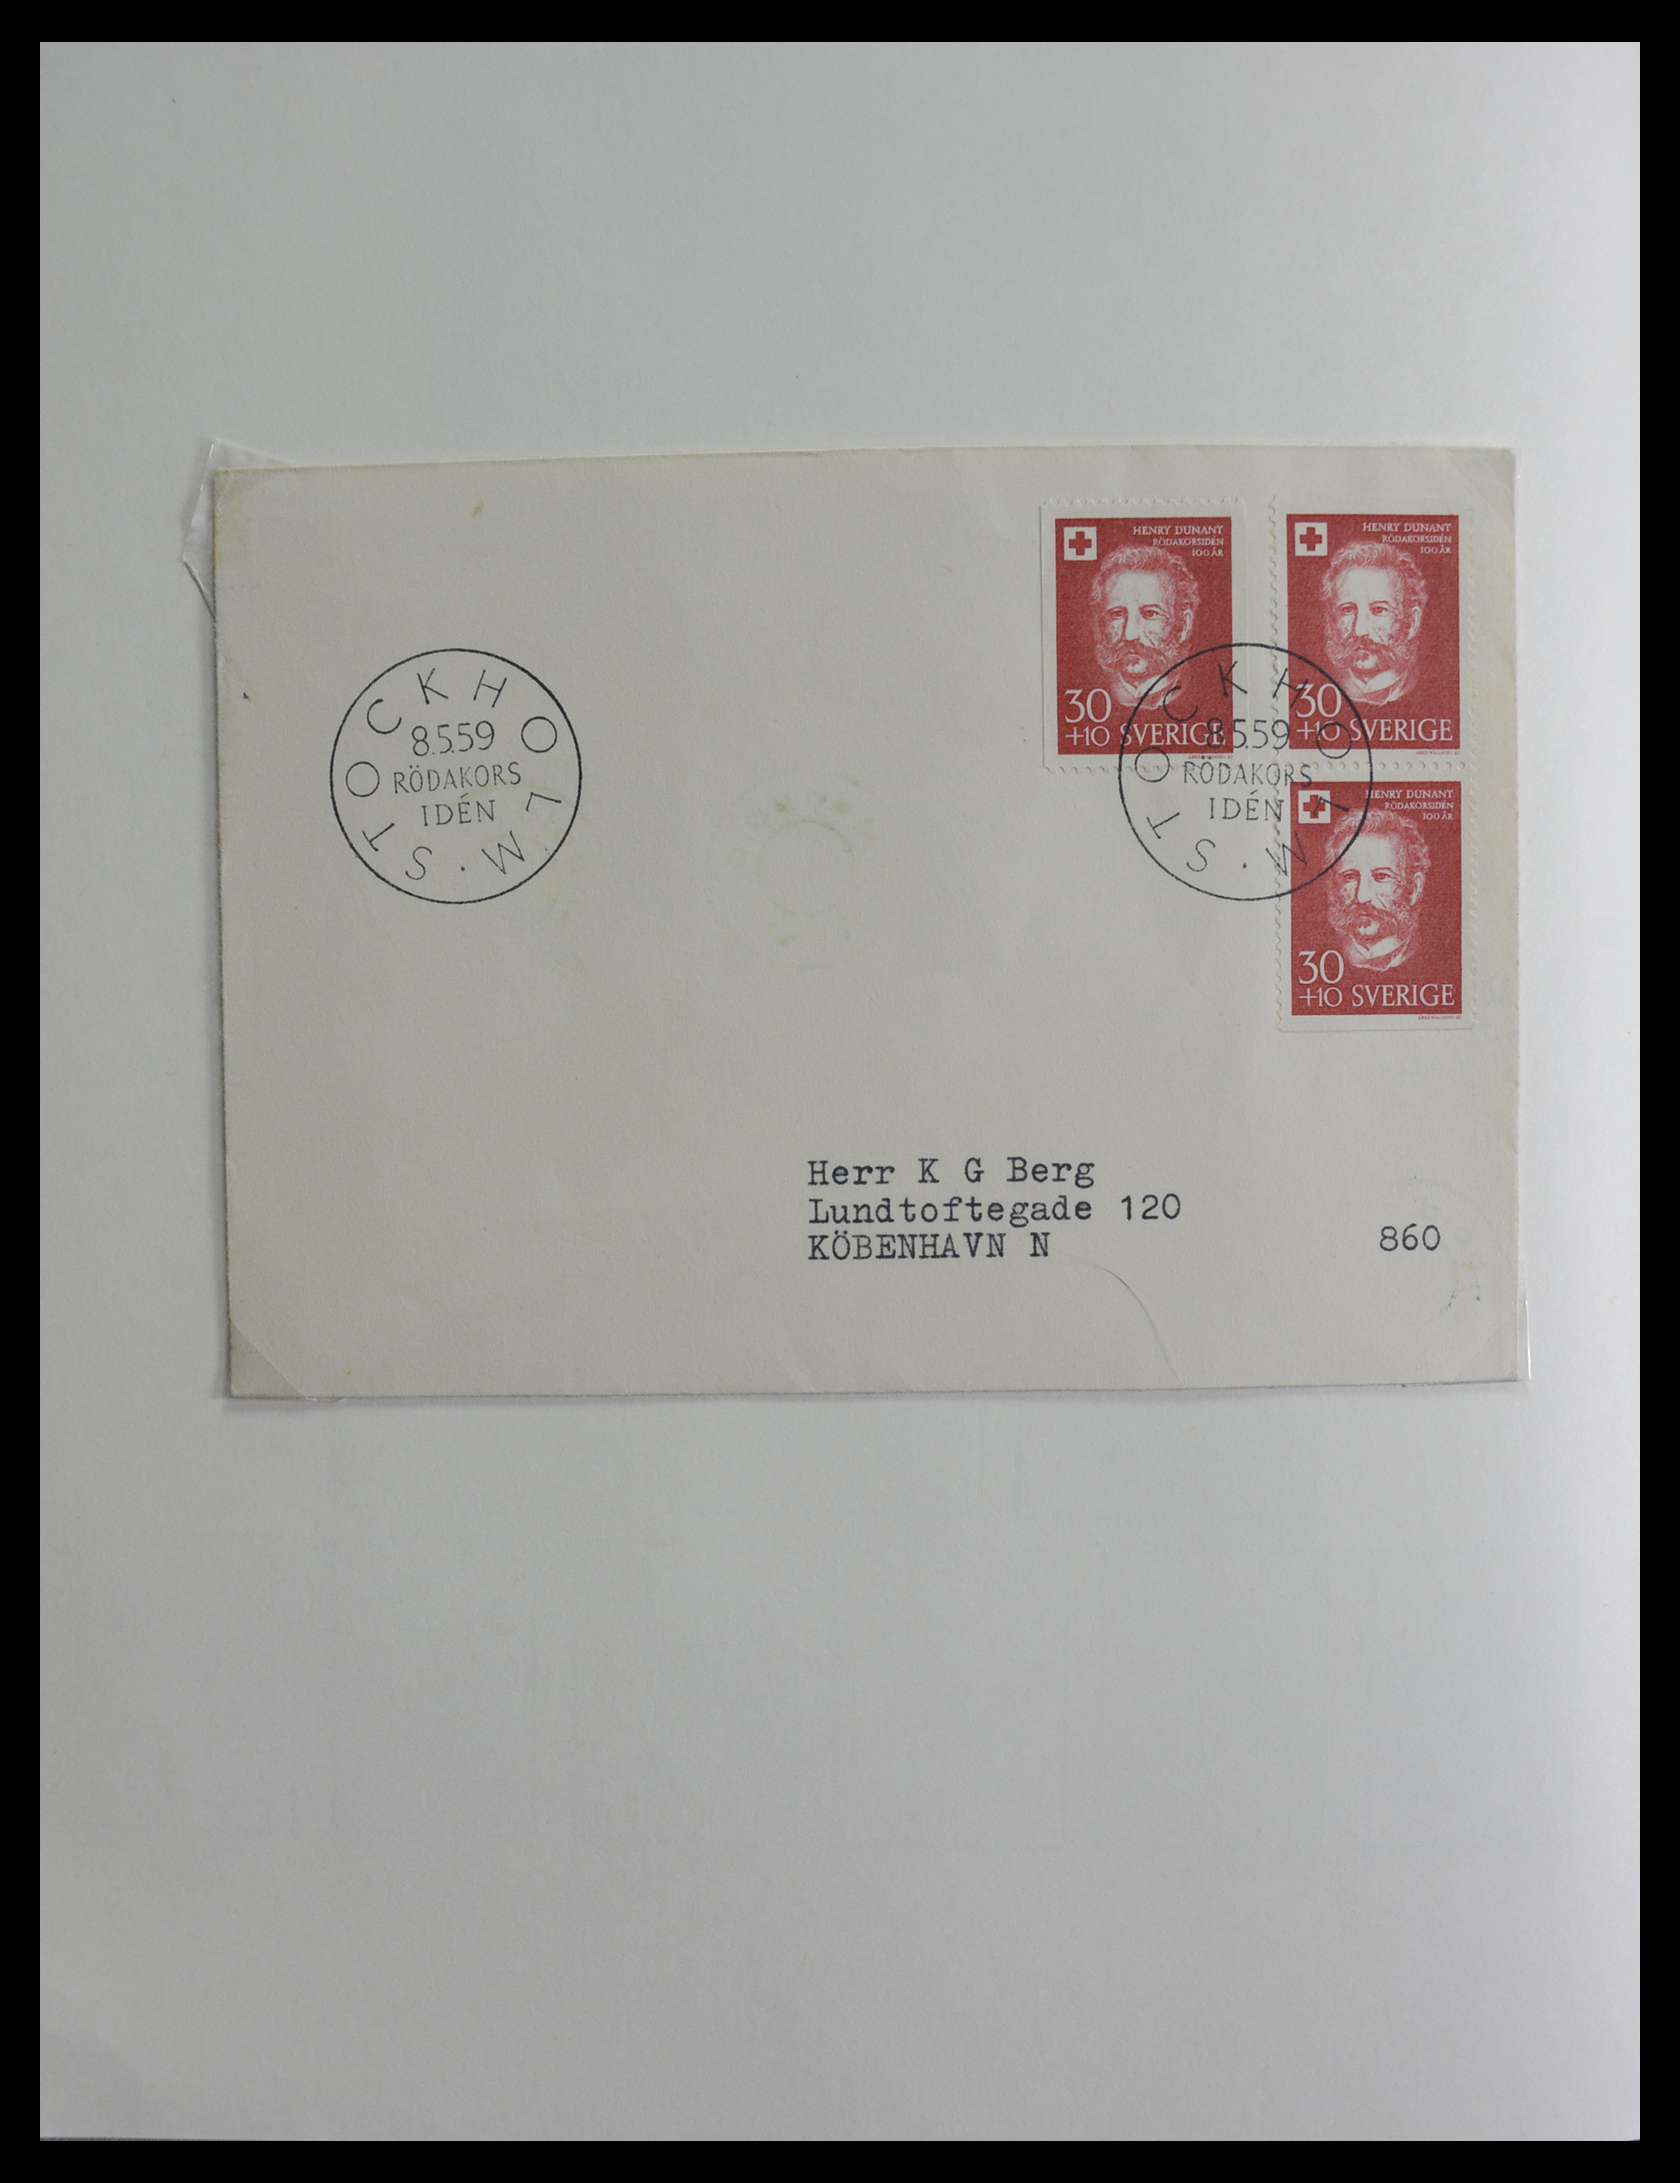 HENRY DUNANT
RÖDAKORSIDÉN
100 ÅR
30
+10 SVERIGE
HENRY DUNANT
RÖDAKORSIDÉN
100 ÅR
30
+10 SVERIGE
HENRY DUNANT
RÖDAKORSIDÉN
100 ÅR
30
+10 SVERIGE
STOCKHOLM.
8.5.59
RÖDAKORS
IDÉN
STOCKHOLM.
8.5.59
RÖDAKORS
IDÉN
Herr K G Berg
Lundtoftegade 120
KÖBENHAVN N
860